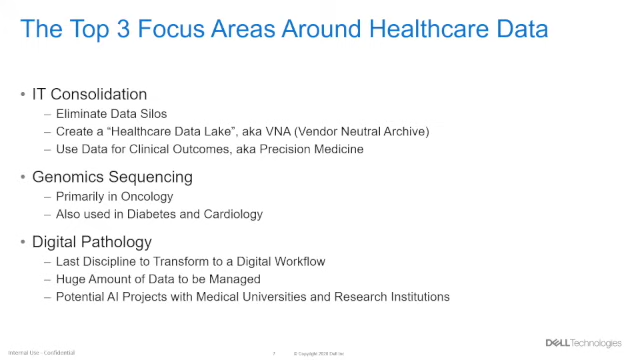 The Top 3 Focus Areas Around Healthcare Data
• IT Consolidation
– Eliminate Data Silos
– Create a “Healthcare Data Lake”, aka VNA (Vendor Neutral Archive)
– Use Data for Clinical Outcomes, aka Precision Medicine
• Genomics Sequencing
– Primarily in Oncology
– Also used in Diabetes and Cardiology
• Digital Pathology
– Last Discipline to Transform to a Digital Workflow
– Huge Amount of Data to be Managed
– Potential AI Projects with Medical Universities and Research Institutions
Internal Use - Confidential
© Copyright Dell Inc
DELLTechnologies